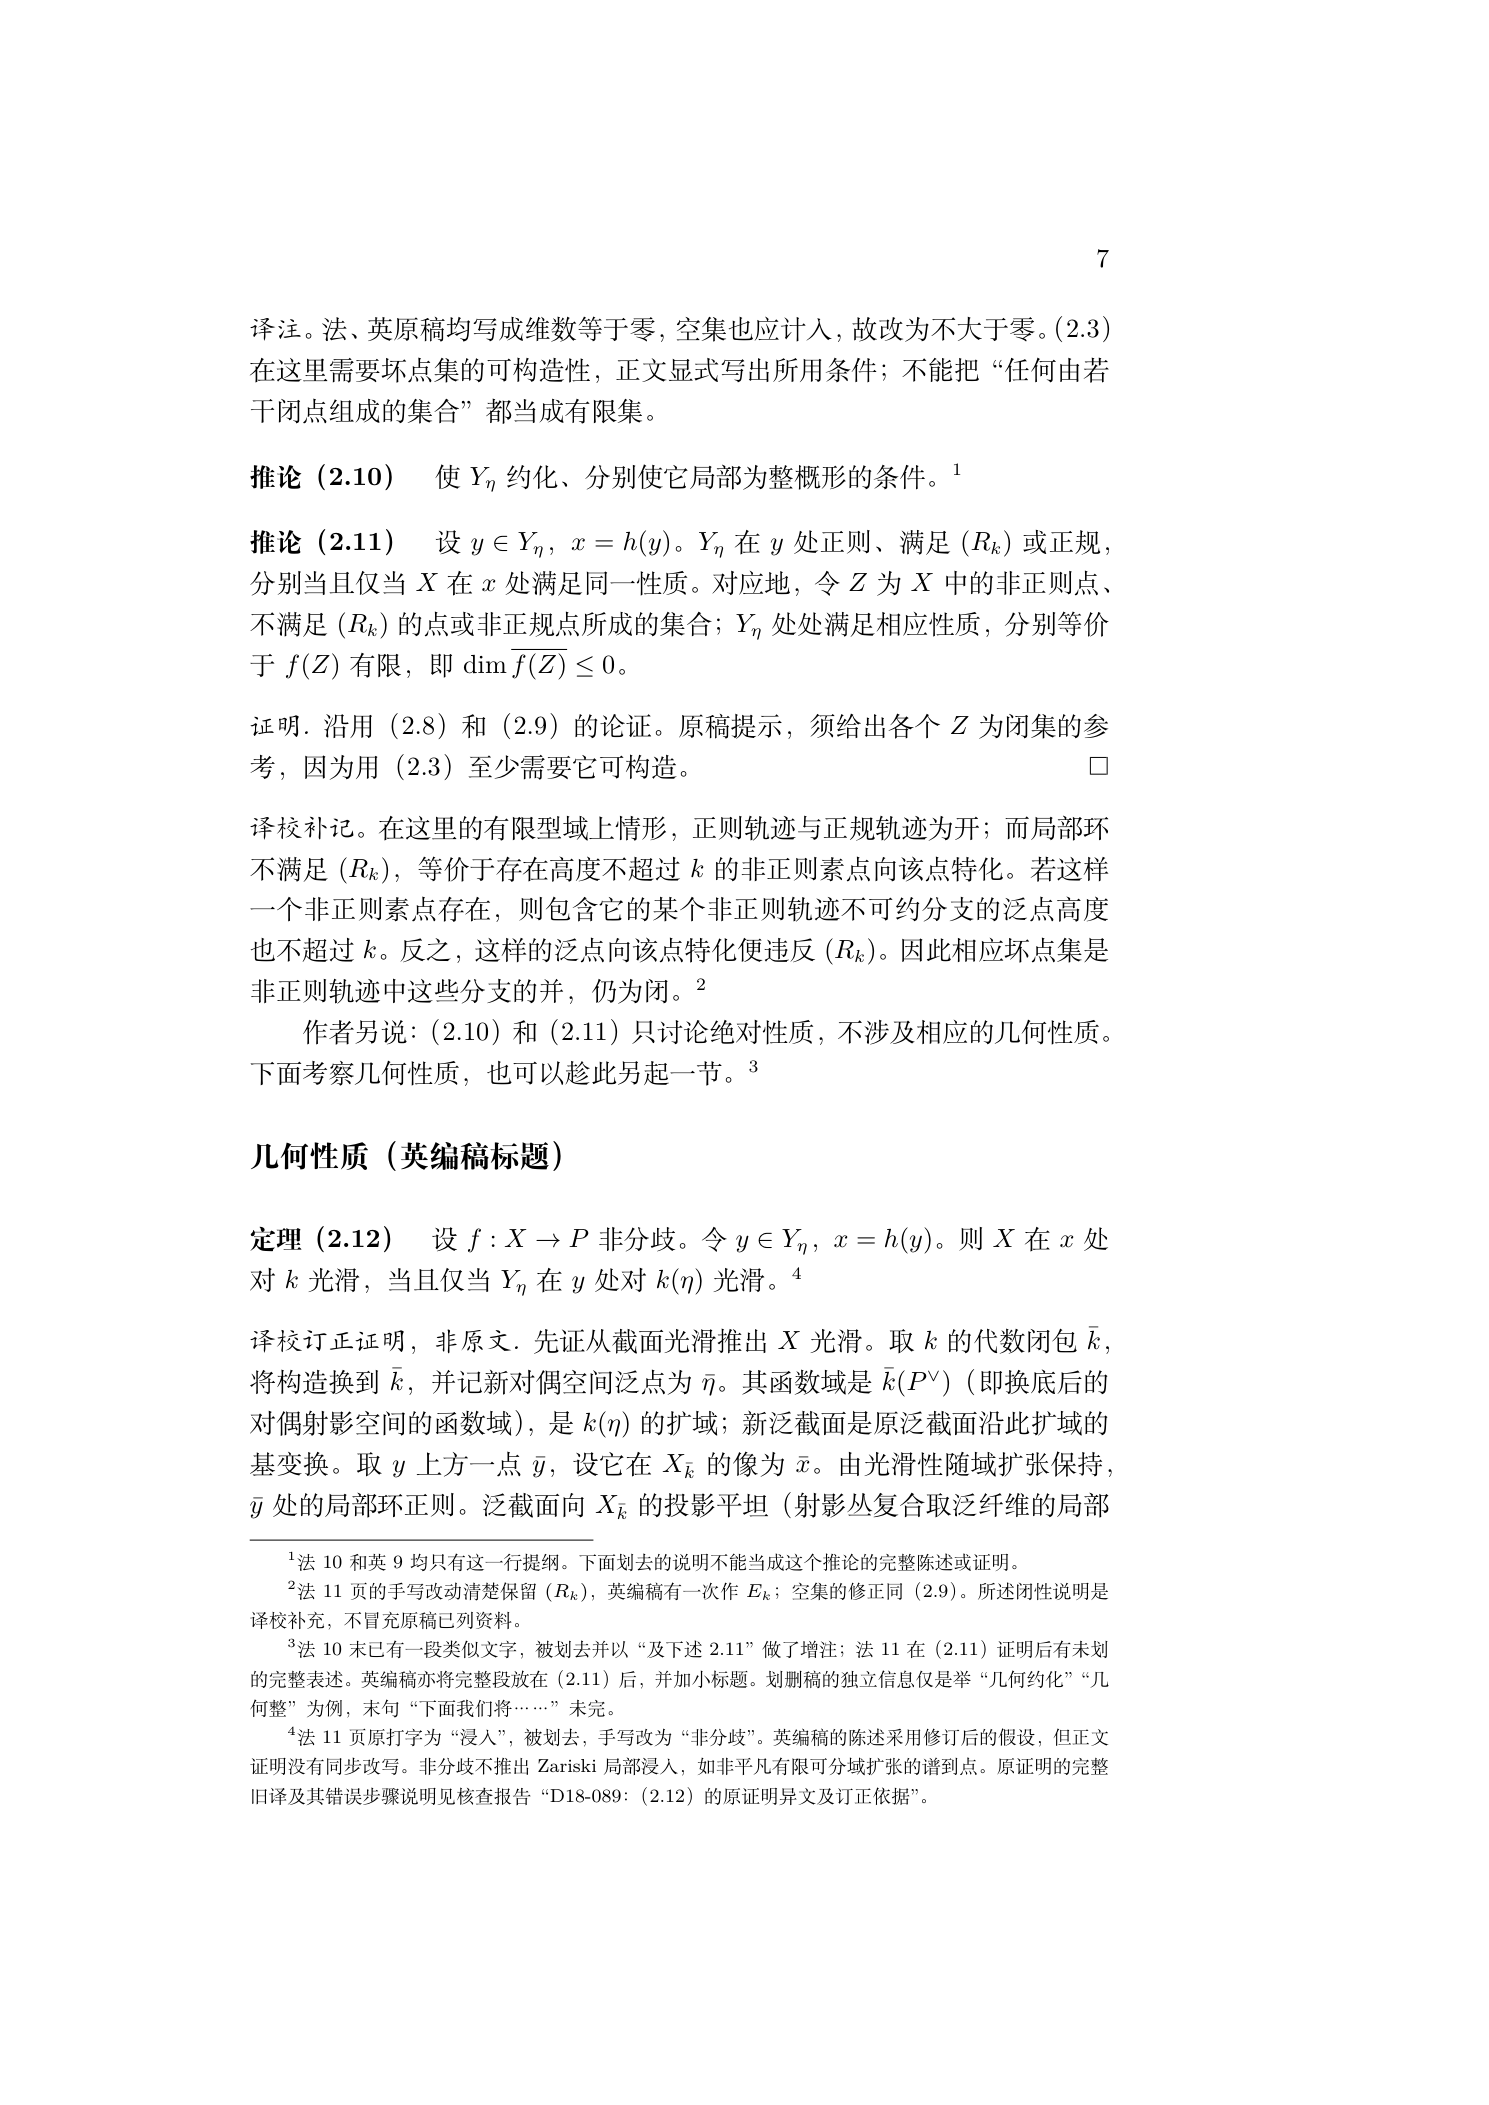 7
译注。法、英原稿均写成维数等于零，空集也应计入，故改为不大于零。（2.3）
在这里需要坏点集的可构造性，正文显式写出所用条件；不能把“任何由若
干闭点组成的集合”都当成有限集。
推论（2.10） 使 Yη 约化、分别使它局部为整概形的条件。1
推论（2.11） 设 y ∈ Yη，x = h(y)。Yη 在 y 处正则、满足 (Rk) 或正规，
分别当且仅当 X 在 x 处满足同一性质。对应地，令 Z 为 X 中的非正则点、
不满足 (Rk) 的点或非正规点所成的集合；Yη 处处满足相应性质，分别等价
于 f(Z) 有限，即 dim f(Z)‾ ≤ 0。
证明. 沿用（2.8）和（2.9）的论证。原稿提示，须给出各个 Z 为闭集的参
考，因为用（2.3）至少需要它可构造。 □
译校补记。在这里的有限型域上情形，正则轨迹与正规轨迹为开；而局部环
不满足 (Rk)，等价于存在高度不超过 k 的非正则素点向该点特化。若这样
一个非正则素点存在，则包含它的某个非正则轨迹不可约分支的泛点高度
也不超过 k。反之，这样的泛点向该点特化便违反 (Rk)。因此相应坏点集是
非正则轨迹中这些分支的并，仍为闭。2
作者另说：（2.10）和（2.11）只讨论绝对性质，不涉及相应的几何性质。
下面考察几何性质，也可以趁此另起一节。3
几何性质（英编稿标题）
定理（2.12） 设 f : X → P 非分歧。令 y ∈ Yη，x = h(y)。则 X 在 x 处
对 k 光滑，当且仅当 Yη 在 y 处对 k(η) 光滑。4
译校订正证明，非原文. 先证从截面光滑推出 X 光滑。取 k 的代数闭包 k̄，
将构造换到 k̄，并记新对偶空间泛点为 η̄。其函数域是 k̄(P∨)（即换底后的
对偶射影空间的函数域），是 k(η) 的扩域；新泛截面是原泛截面沿此扩域的
基变换。取 y 上方一点 ȳ，设它在 Xk̄ 的像为 x̄。由光滑性随域扩张保持，
ȳ 处的局部环正则。泛截面向 Xk̄ 的投影平坦（射影丛复合取泛纤维的局部
1法 10 和英 9 均只有这一行提纲。下面划去的说明不能当成这个推论的完整陈述或证明。
2法 11 页的手写改动清楚保留 (Rk)，英编稿有一次作 Ek；空集的修正同（2.9）。所述闭性说明是
译校补充，不冒充原稿已列资料。
3法 10 末已有一段类似文字，被划去并以“及下述 2.11”做了增注；法 11 在（2.11）证明后有未划
的完整表述。英编稿亦将完整段放在（2.11）后，并加小标题。划删稿的独立信息仅是举“几何约化”“几
何整”为例，末句“下面我们将……”未完。
4法 11 页原打字为“浸入”，被划去，手写改为“非分歧”。英编稿的陈述采用修订后的假设，但正文
证明没有同步改写。非分歧不推出 Zariski 局部浸入，如非平凡有限可分域扩张的谱到点。原证明的完整
旧译及其错误步骤说明见核查报告“D18-089：（2.12）的原证明异文及订正依据”。